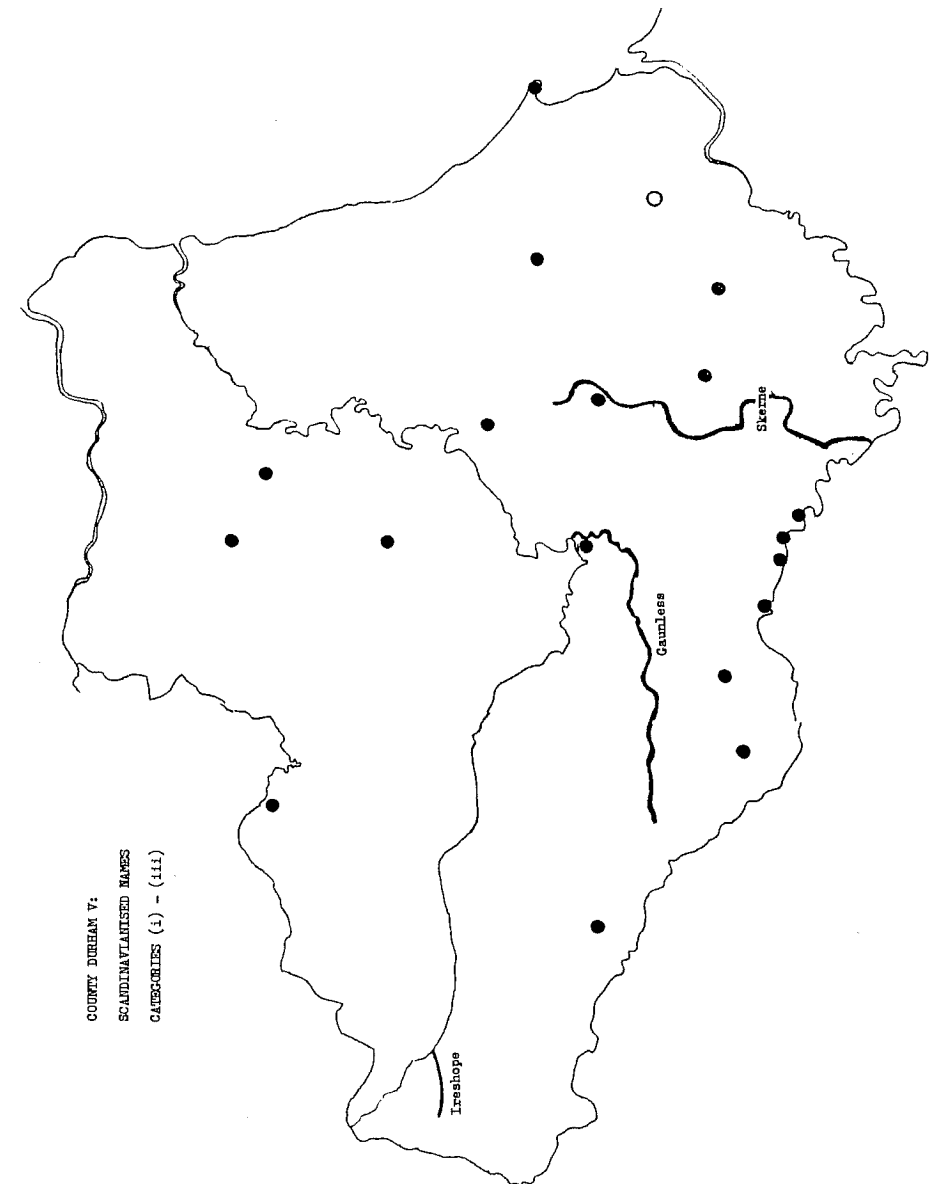 COUNTY DURHAM V:
SCANDINAVIANISED NAMES
CATEGORIES (i) - (iii)
Ireshope
Gaunless
Skerne